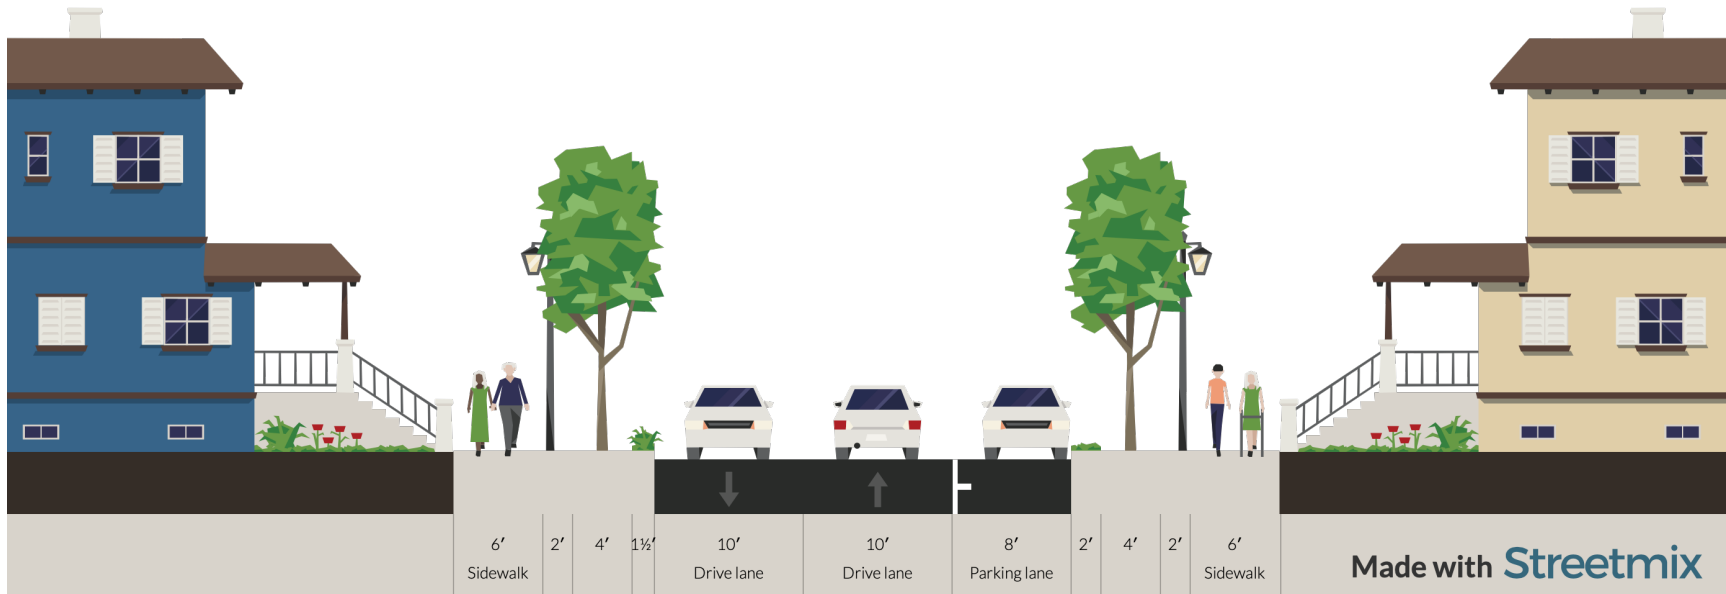 6′ 2′ 4′ 1½′ 10′ 10′ 8′ 2′ 4′ 2′ 6′
Sidewalk Drive lane Drive lane Parking lane Sidewalk
Made with Streetmix